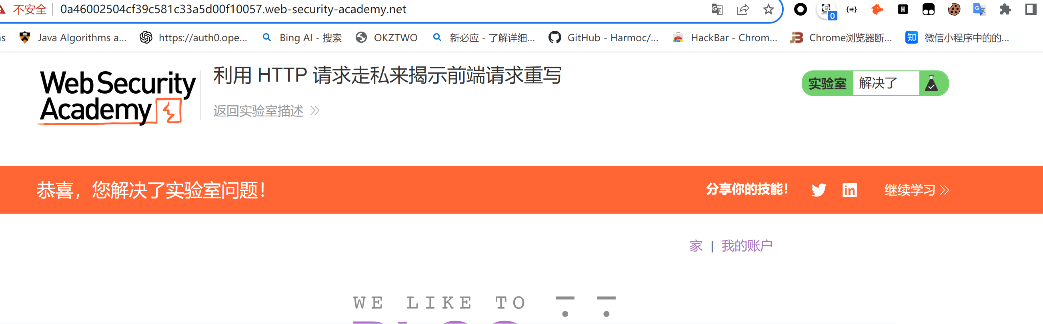 不安全 | 0a46002504cf39c581c33a5d00f10057.web-security-academy.net
Java Algorithms a... https://auth0.ope... Bing AI - 搜索 OKZTWO 新必应 - 了解详细... GitHub - Harmoc/... HackBar - Chrom... Chrome浏览器断... 微信小程序中的的...
Web Security
Academy
利用 HTTP 请求走私来揭示前端请求重写
返回实验室描述
实验室 解决了
恭喜，您解决了实验室问题！
分享你的技能！ 继续学习
家 | 我的账户
WE LIKE TO